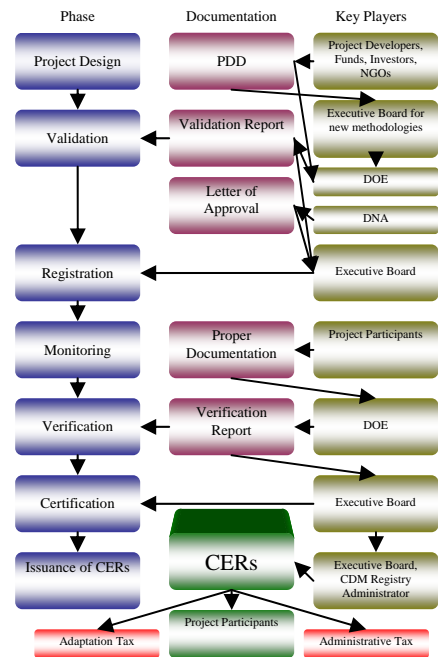 Phase
Documentation
Key Players
Project Design
PDD
Project Developers,
Funds, Investors,
NGOs
Validation
Validation Report
Executive Board for
new methodologies
DOE
Letter of
Approval
DNA
Registration
Executive Board
Monitoring
Proper
Documentation
Project Participants
Verification
Verification
Report
DOE
Certification
Executive Board
Issuance of CERs
CERs
Executive Board,
CDM Registry
Administrator
Adaptation Tax
Project Participants
Administrative Tax